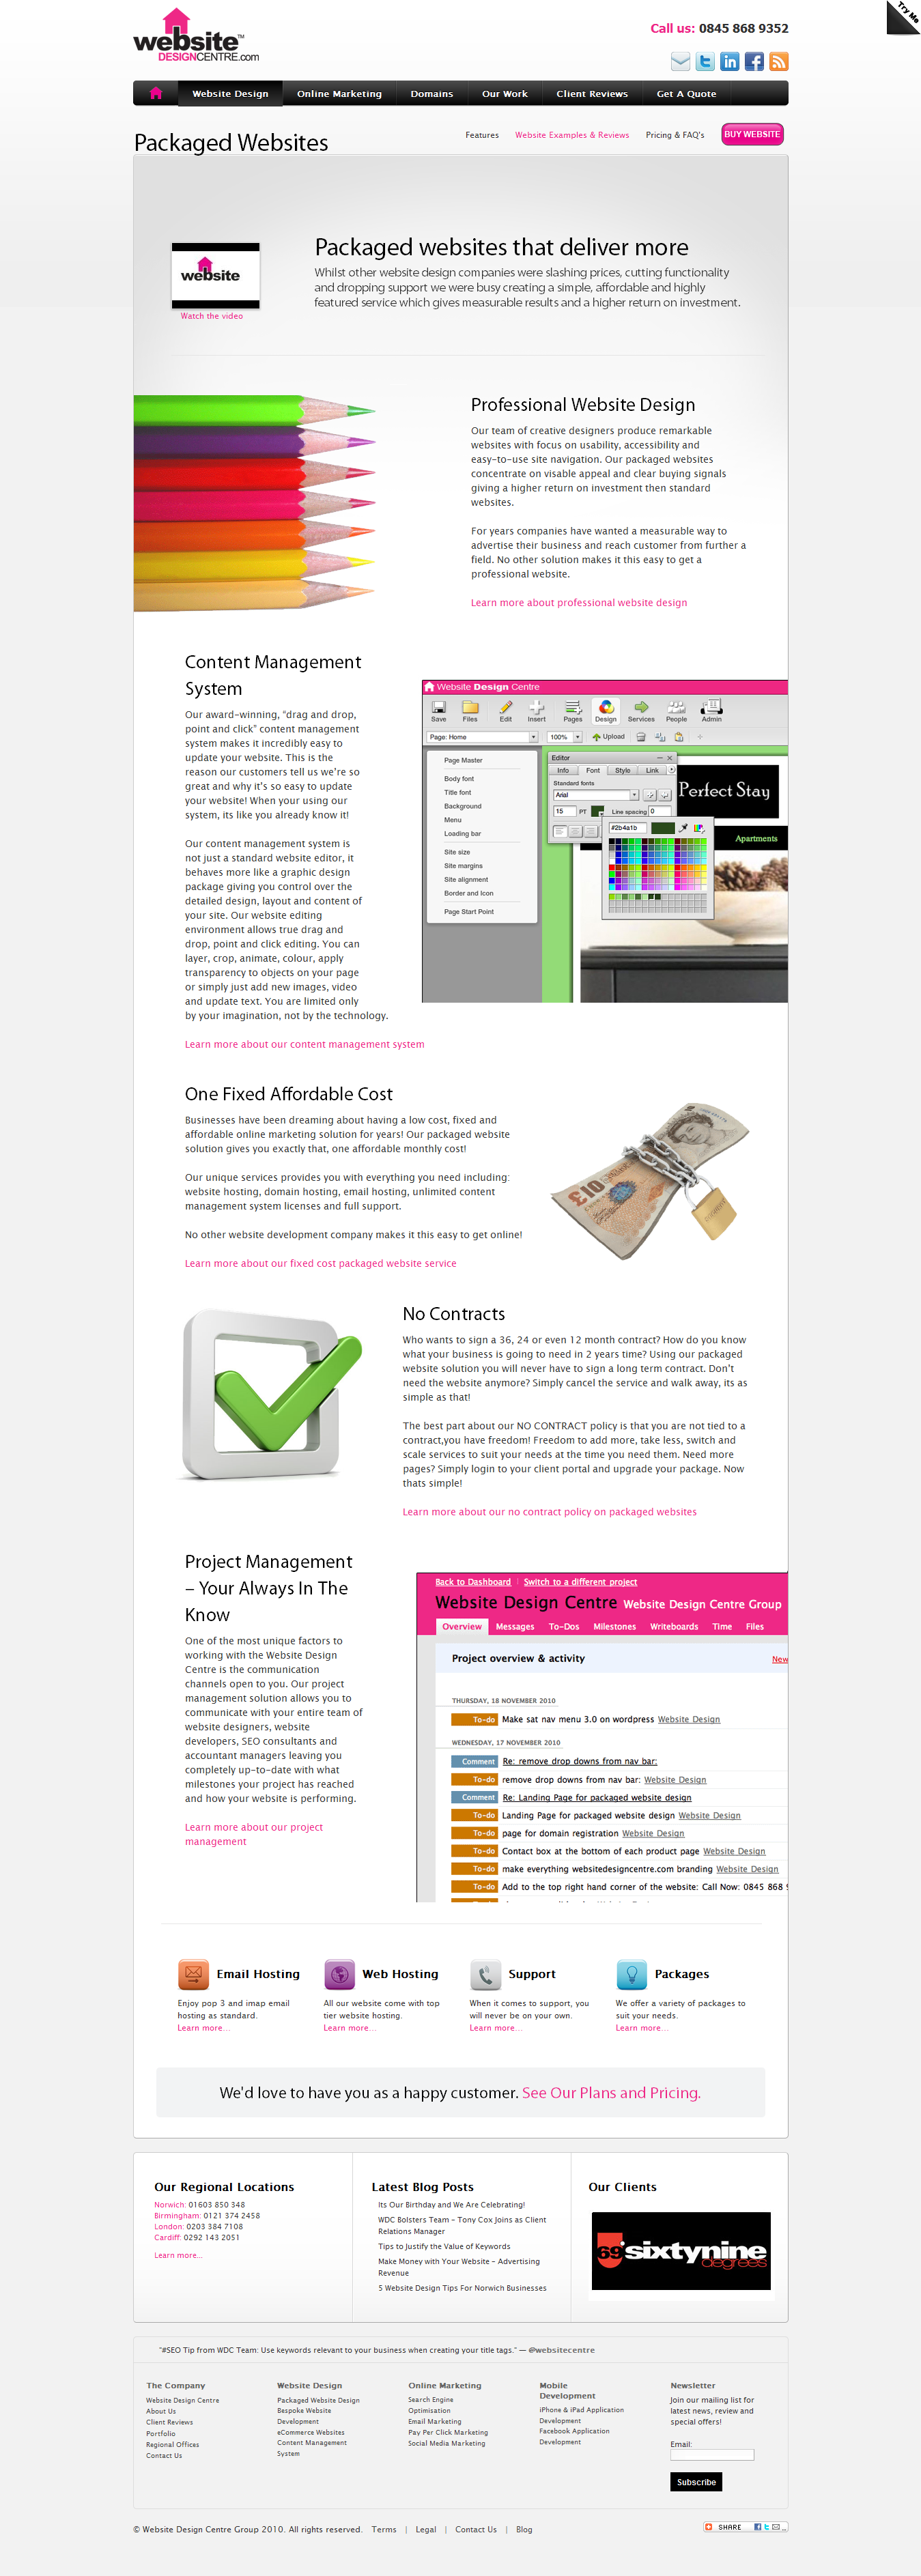 Try Me
website™
DESIGNCENTRE.com
Call us: 0845 868 9352
Website Design
Online Marketing
Domains
Our Work
Client Reviews
Get A Quote
Packaged Websites
Features
Website Examples & Reviews
Pricing & FAQ's
BUY WEBSITE
website
Watch the video
Packaged websites that deliver more
Whilst other website design companies were slashing prices, cutting functionality
and dropping support we were busy creating a simple, affordable and highly
featured service which gives measurable results and a higher return on investment.
Professional Website Design
Our team of creative designers produce remarkable
websites with focus on usability, accessibility and
easy-to-use site navigation. Our packaged websites
concentrate on visable appeal and clear buying signals
giving a higher return on investment then standard
websites.
For years companies have wanted a measurable way to
advertise their business and reach customer from further a
field. No other solution makes it this easy to get a
professional website.
Learn more about professional website design
Content Management
System
Our award-winning, “drag and drop,
point and click” content management
system makes it incredibly easy to
update your website. This is the
reason our customers tell us we’re so
great and why it’s so easy to update
your website! When your using our
system, its like you already know it!
Our content management system is
not just a standard website editor, it
behaves more like a graphic design
package giving you control over the
detailed design, layout and content of
your site. Our website editing
environment allows true drag and
drop, point and click editing. You can
layer, crop, animate, colour, apply
transparency to objects on your page
or simply just add new images, video
and update text. You are limited only
by your imagination, not by the technology.
Learn more about our content management system
Website Design Centre
Save
Files
Edit
Insert
Pages
Design
Services
People
Admin
Page: Home
100%
Upload
Page Master
Body font
Title font
Background
Menu
Loading bar
Site size
Site margins
Site alignment
Border and Icon
Page Start Point
Editor
Info
Font
Style
Link
Standard fonts
Arial
15
PT
Line spacing
0
#2b4a1b
Perfect Stay
Apartments
One Fixed Affordable Cost
Businesses have been dreaming about having a low cost, fixed and
affordable online marketing solution for years! Our packaged website
solution gives you exactly that, one affordable monthly cost!
Our unique services provides you with everything you need including:
website hosting, domain hosting, email hosting, unlimited content
management system licenses and full support.
No other website development company makes it this easy to get online!
Learn more about our fixed cost packaged website service
£10
No Contracts
Who wants to sign a 36, 24 or even 12 month contract? How do you know
what your business is going to need in 2 years time? Using our packaged
website solution you will never have to sign a long term contract. Don’t
need the website anymore? Simply cancel the service and walk away, its as
simple as that!
The best part about our NO CONTRACT policy is that you are not tied to a
contract,you have freedom! Freedom to add more, take less, switch and
scale services to suit your needs at the time you need them. Need more
pages? Simply login to your client portal and upgrade your package. Now
thats simple!
Learn more about our no contract policy on packaged websites
Project Management
– Your Always In The
Know
One of the most unique factors to
working with the Website Design
Centre is the communication
channels open to you. Our project
management solution allows you to
communicate with your entire team of
website designers, website
developers, SEO consultants and
accountant managers leaving you
completely up-to-date with what
milestones your project has reached
and how your website is performing.
Learn more about our project
management
Back to Dashboard | Switch to a different project
Website Design Centre Website Design Centre Group
Overview
Messages
To-Dos
Milestones
Writeboards
Time
Files
Project overview & activity
New
THURSDAY, 18 NOVEMBER 2010
To-do Make sat nav menu 3.0 on wordpress Website Design
WEDNESDAY, 17 NOVEMBER 2010
Comment Re: remove drop downs from nav bar:
To-do remove drop downs from nav bar: Website Design
Comment Re: Landing Page for packaged website design
To-do Landing Page for packaged website design Website Design
To-do page for domain registration Website Design
To-do Contact box at the bottom of each product page Website Design
To-do make everything websitedesigncentre.com branding Website Design
To-do Add to the top right hand corner of the website: Call Now: 0845 868 9
Email Hosting
Enjoy pop 3 and imap email
hosting as standard.
Learn more...
Web Hosting
All our website come with top
tier website hosting.
Learn more...
Support
When it comes to support, you
will never be on your own.
Learn more...
Packages
We offer a variety of packages to
suit your needs.
Learn more...
We'd love to have you as a happy customer. See Our Plans and Pricing.
Our Regional Locations
Norwich: 01603 850 348
Birmingham: 0121 374 2458
London: 0203 384 7108
Cardiff: 0292 143 2051
Learn more...
Latest Blog Posts
Its Our Birthday and We Are Celebrating!
WDC Bolsters Team – Tony Cox Joins as Client
Relations Manager
Tips to Justify the Value of Keywords
Make Money with Your Website – Advertising
Revenue
5 Website Design Tips For Norwich Businesses
Our Clients
69° sixtynine
degrees
"#SEO Tip from WDC Team: Use keywords relevant to your business when creating your title tags." — @websitecentre
The Company
Website Design Centre
About Us
Client Reviews
Portfolio
Regional Offices
Contact Us
Website Design
Packaged Website Design
Bespoke Website
Development
eCommerce Websites
Content Management
System
Online Marketing
Search Engine
Optimisation
Email Marketing
Pay Per Click Marketing
Social Media Marketing
Mobile
Development
iPhone & iPad Application
Development
Facebook Application
Development
Newsletter
Join our mailing list for
latest news, review and
special offers!
Email:
Subscribe
© Website Design Centre Group 2010. All rights reserved. Terms | Legal | Contact Us | Blog
SHARE